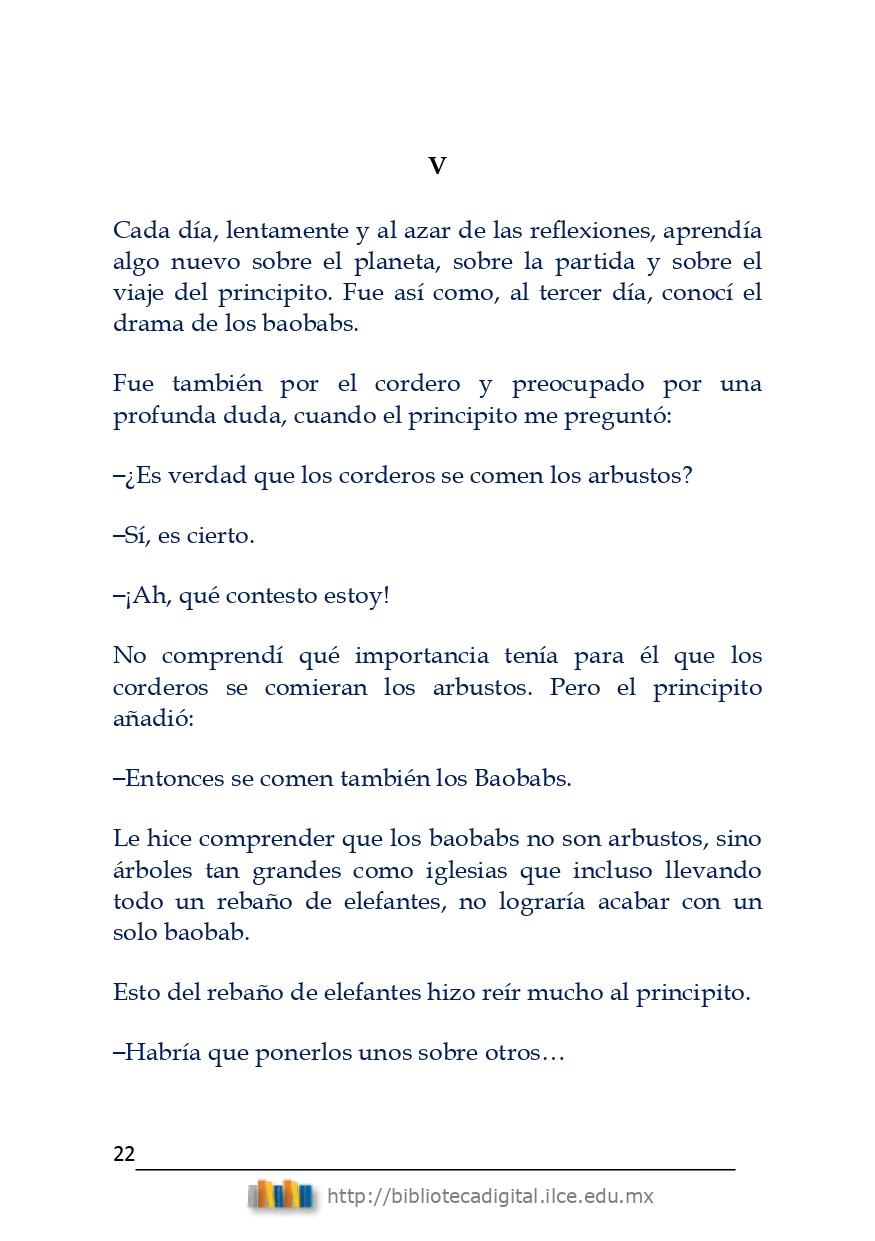 V
Cada día, lentamente y al azar de las reflexiones, aprendía
algo nuevo sobre el planeta, sobre la partida y sobre el
viaje del principito. Fue así como, al tercer día, conocí el
drama de los baobabs.
Fue también por el cordero y preocupado por una
profunda duda, cuando el principito me preguntó:
–¿Es verdad que los corderos se comen los arbustos?
–Sí, es cierto.
–¡Ah, qué contesto estoy!
No comprendí qué importancia tenía para él que los
corderos se comieran los arbustos. Pero el principito
añadió:
–Entonces se comen también los Baobabs.
Le hice comprender que los baobabs no son arbustos, sino
árboles tan grandes como iglesias que incluso llevando
todo un rebaño de elefantes, no lograría acabar con un
solo baobab.
Esto del rebaño de elefantes hizo reír mucho al principito.
–Habría que ponerlos unos sobre otros…
22
http://bibliotecadigital.ilce.edu.mx